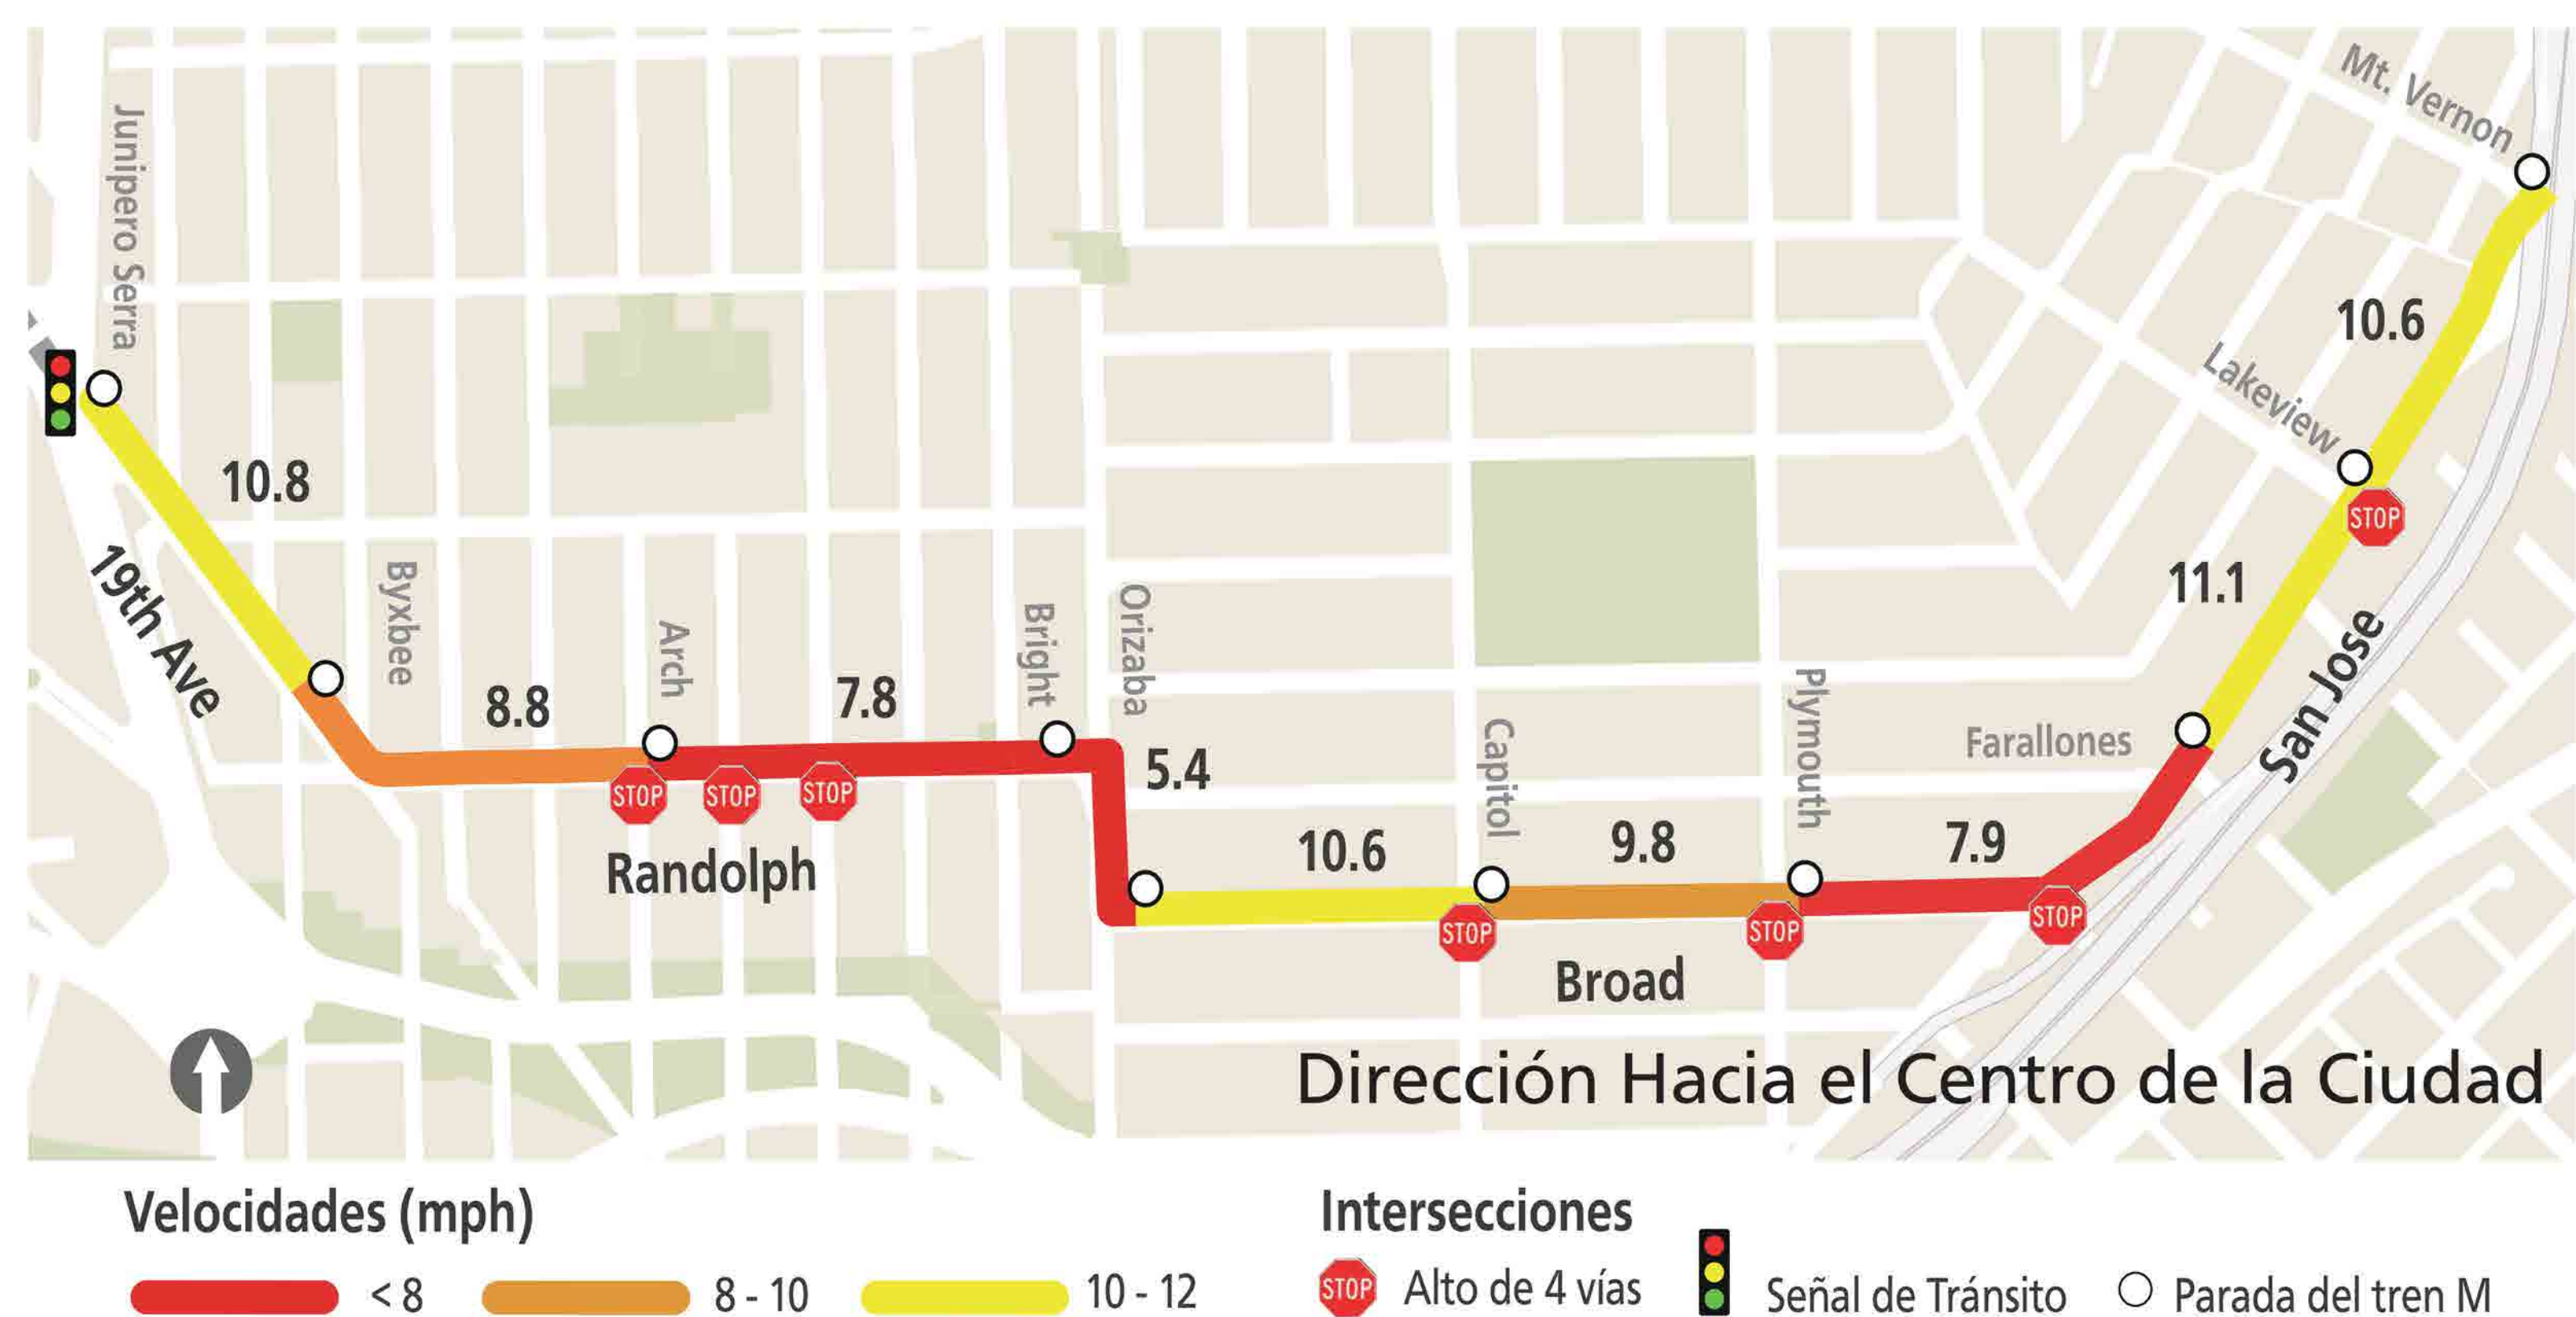 Mt. Vernon
Junipero Serra
10.6
Lakeview
10.8
19th Ave
Byxbee
11.1
Orizaba
Bright
Arch
San Jose
8.8
7.8
Plymouth
Capitol
Farallones
5.4
STOP
STOP
STOP
STOP
10.6
9.8
7.9
Randolph
STOP
STOP
STOP
Broad
Dirección Hacia el Centro de la Ciudad
Velocidades (mph)
< 8
8 - 10
10 - 12
Intersecciones
STOP
Alto de 4 vías
Señal de Tránsito
Parada del tren M